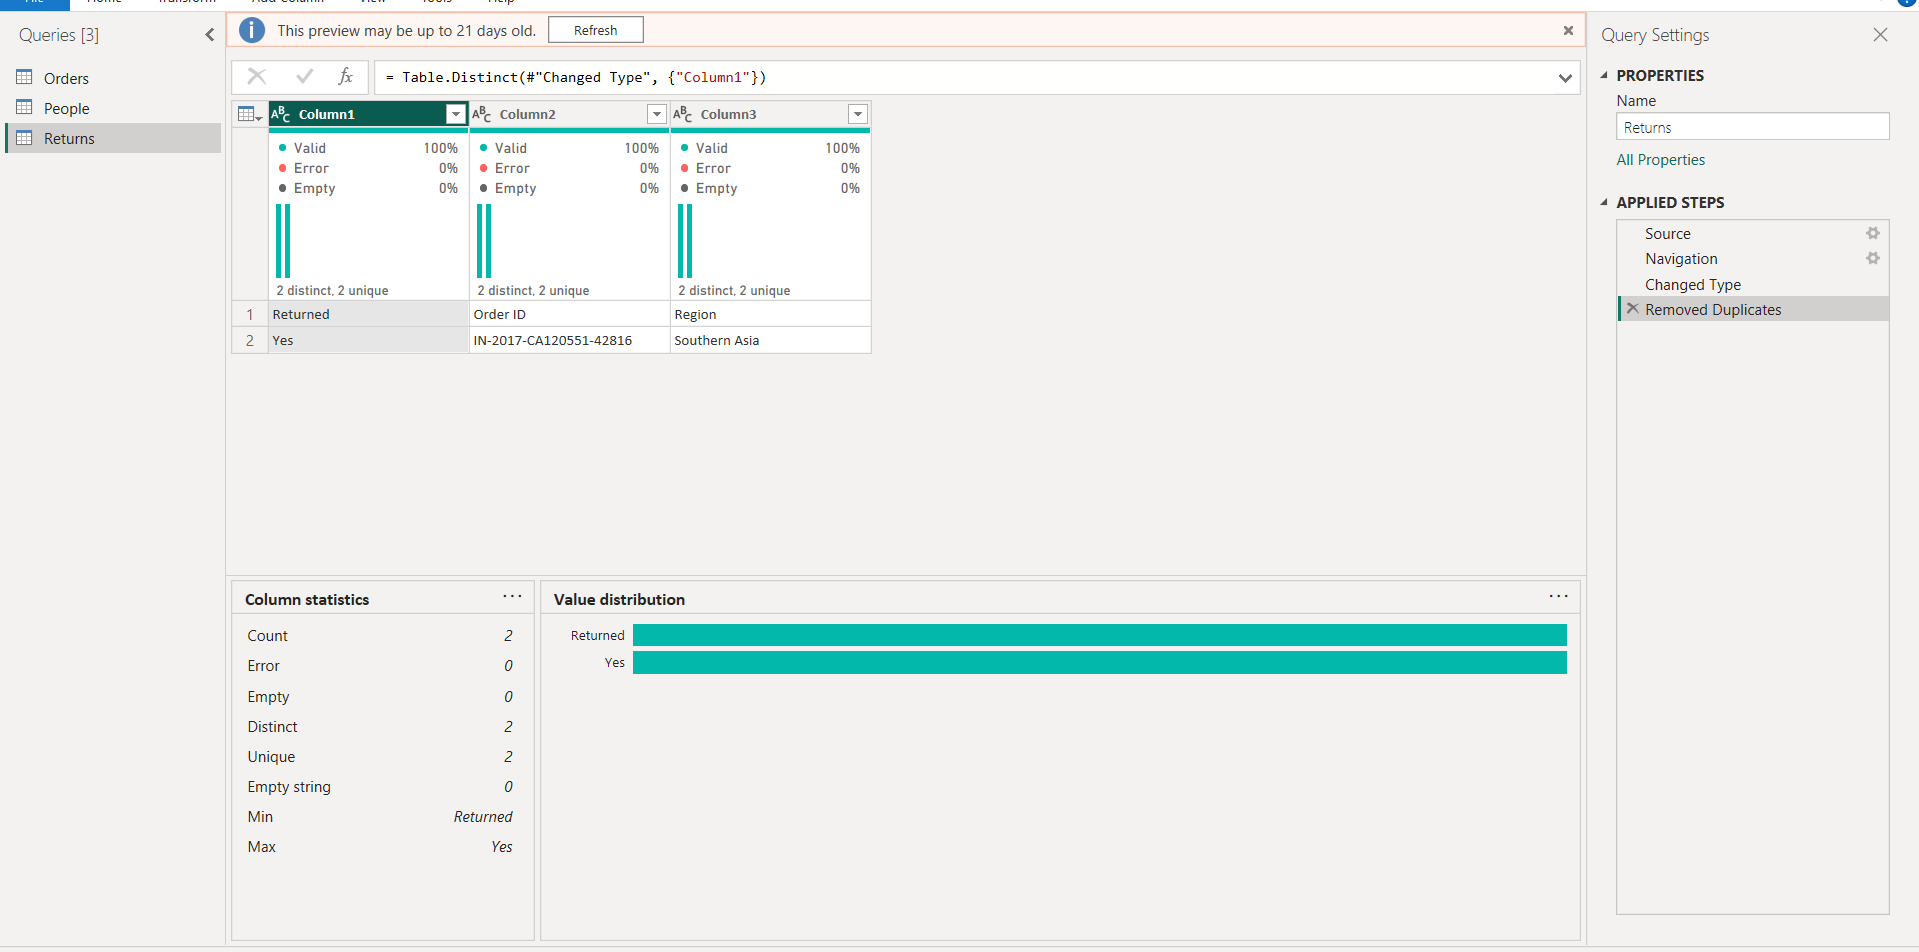 Queries [3]
Orders
People
Returns
This preview may be up to 21 days old.
Refresh
fx
= Table.Distinct(#"Changed Type", {"Column1"})
ABC Column1
ABC Column2
ABC Column3
Valid 100%
Error 0%
Empty 0%
2 distinct, 2 unique
Valid 100%
Error 0%
Empty 0%
2 distinct, 2 unique
Valid 100%
Error 0%
Empty 0%
2 distinct, 2 unique
1 Returned Order ID Region
2 Yes IN-2017-CA120551-42816 Southern Asia
Column statistics ...
Count 2
Error 0
Empty 0
Distinct 2
Unique 2
Empty string 0
Min Returned
Max Yes
Value distribution ...
Returned
Yes
Query Settings
PROPERTIES
Name
Returns
All Properties
APPLIED STEPS
Source
Navigation
Changed Type
Removed Duplicates